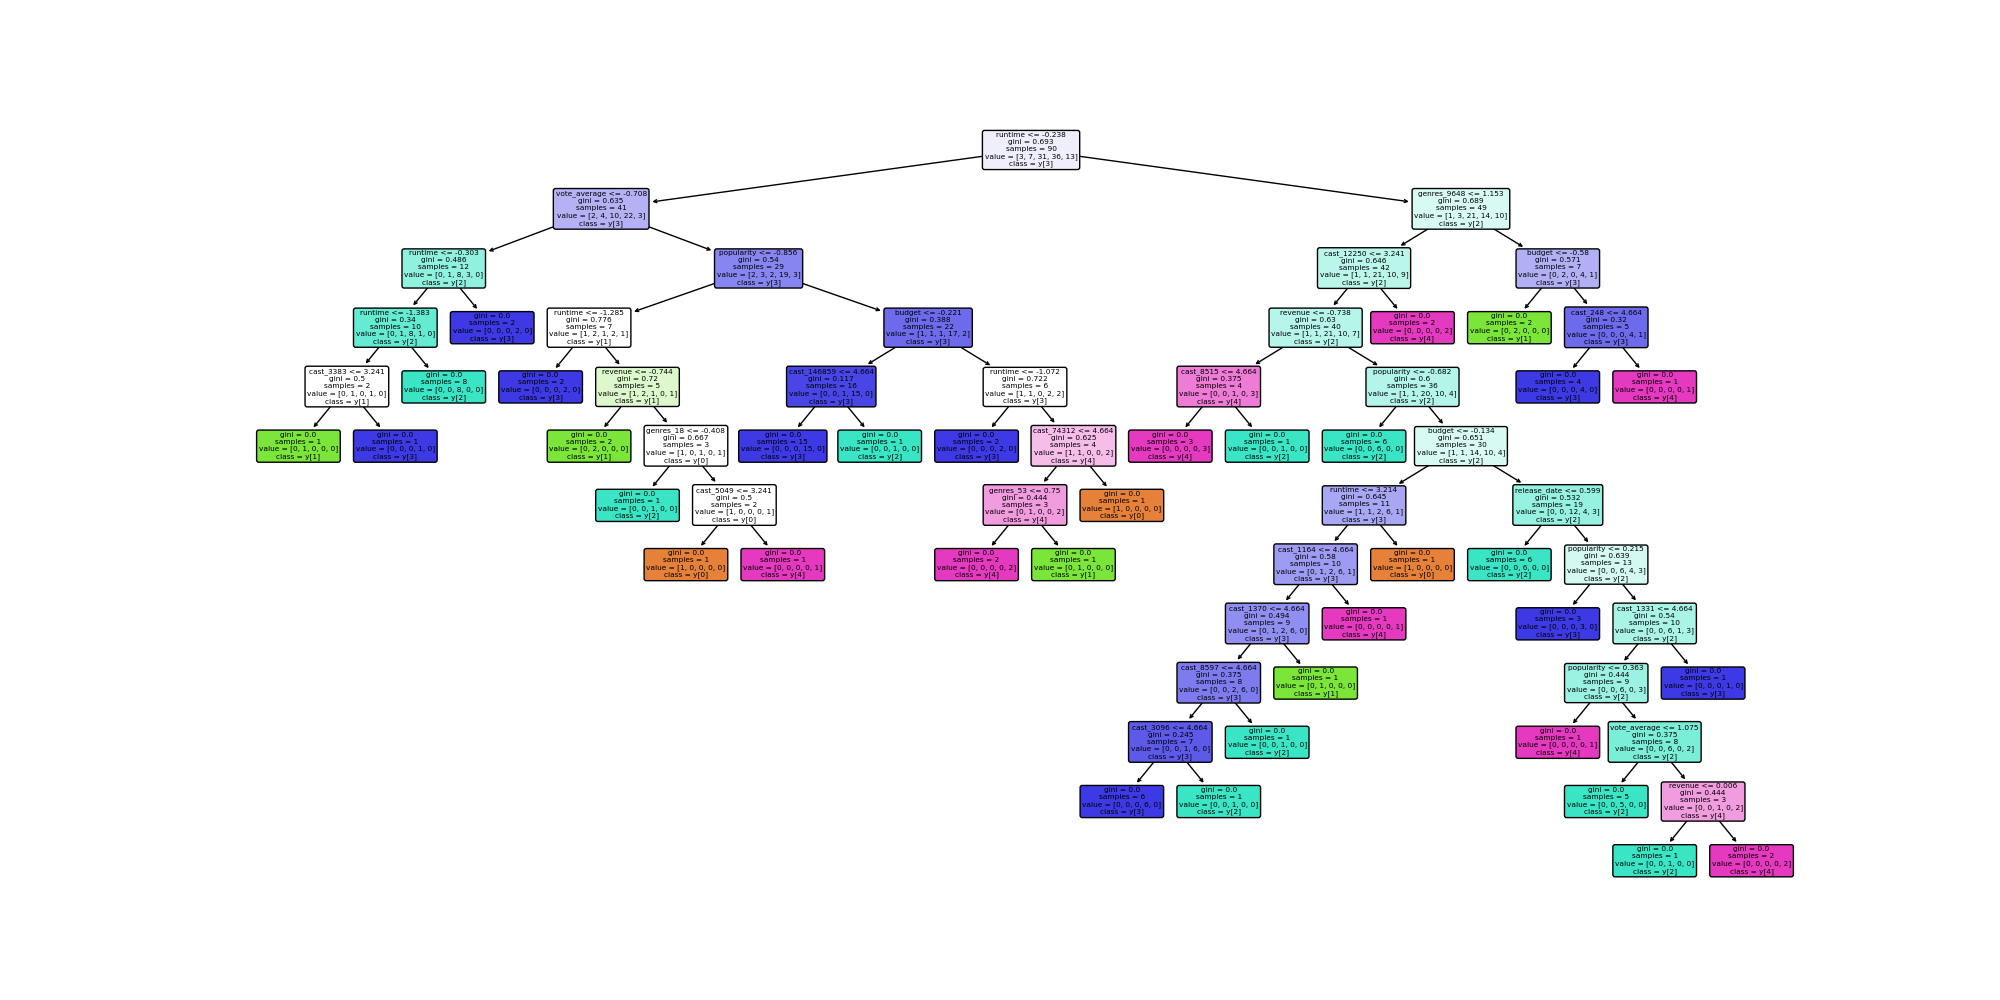 runtime <= -0.238
gini = 0.693
samples = 90
value = [3, 7, 31, 36, 13]
class = y[3]
vote_average <= -0.708
gini = 0.635
samples = 41
value = [2, 4, 10, 22, 3]
class = y[3]
genres_9648 <= 1.153
gini = 0.689
samples = 49
value = [1, 3, 21, 14, 10]
class = y[2]
runtime <= -0.303
gini = 0.486
samples = 12
value = [0, 1, 8, 3, 0]
class = y[2]
popularity <= -0.856
gini = 0.54
samples = 29
value = [2, 3, 2, 19, 3]
class = y[3]
cast_12250 <= 3.241
gini = 0.646
samples = 42
value = [1, 1, 21, 10, 9]
class = y[2]
budget <= -0.58
gini = 0.571
samples = 7
value = [0, 2, 0, 4, 1]
class = y[3]
runtime <= -1.383
gini = 0.34
samples = 10
value = [0, 1, 8, 1, 0]
class = y[2]
gini = 0.0
samples = 2
value = [0, 0, 0, 2, 0]
class = y[3]
runtime <= -1.285
gini = 0.776
samples = 7
value = [1, 2, 1, 2, 1]
class = y[1]
budget <= -0.221
gini = 0.388
samples = 22
value = [1, 1, 1, 17, 2]
class = y[3]
revenue <= -0.738
gini = 0.63
samples = 40
value = [1, 1, 21, 10, 7]
class = y[2]
gini = 0.0
samples = 2
value = [0, 0, 0, 0, 2]
class = y[4]
gini = 0.0
samples = 2
value = [0, 2, 0, 0, 0]
class = y[1]
cast_248 <= 4.664
gini = 0.32
samples = 5
value = [0, 0, 0, 4, 1]
class = y[3]
cast_3383 <= 3.241
gini = 0.5
samples = 2
value = [0, 1, 0, 1, 0]
class = y[1]
gini = 0.0
samples = 8
value = [0, 0, 8, 0, 0]
class = y[2]
gini = 0.0
samples = 2
value = [0, 0, 0, 2, 0]
class = y[3]
revenue <= -0.744
gini = 0.72
samples = 5
value = [1, 2, 1, 0, 1]
class = y[1]
cast_146859 <= 4.664
gini = 0.117
samples = 16
value = [0, 0, 1, 15, 0]
class = y[3]
runtime <= -1.072
gini = 0.722
samples = 6
value = [1, 1, 0, 2, 2]
class = y[3]
cast_8515 <= 4.664
gini = 0.375
samples = 4
value = [0, 0, 1, 0, 3]
class = y[4]
popularity <= -0.682
gini = 0.6
samples = 36
value = [1, 1, 20, 10, 4]
class = y[2]
gini = 0.0
samples = 4
value = [0, 0, 0, 4, 0]
class = y[3]
gini = 0.0
samples = 1
value = [0, 0, 0, 0, 1]
class = y[4]
gini = 0.0
samples = 1
value = [0, 1, 0, 0, 0]
class = y[1]
gini = 0.0
samples = 1
value = [0, 0, 0, 1, 0]
class = y[3]
gini = 0.0
samples = 2
value = [0, 2, 0, 0, 0]
class = y[1]
genres_18 <= -0.408
gini = 0.667
samples = 3
value = [1, 0, 1, 0, 1]
class = y[0]
gini = 0.0
samples = 15
value = [0, 0, 0, 15, 0]
class = y[3]
gini = 0.0
samples = 1
value = [0, 0, 1, 0, 0]
class = y[2]
gini = 0.0
samples = 2
value = [0, 0, 0, 2, 0]
class = y[3]
cast_74312 <= 4.664
gini = 0.625
samples = 4
value = [1, 1, 0, 0, 2]
class = y[4]
gini = 0.0
samples = 3
value = [0, 0, 0, 0, 3]
class = y[4]
gini = 0.0
samples = 1
value = [0, 0, 1, 0, 0]
class = y[2]
gini = 0.0
samples = 6
value = [0, 0, 6, 0, 0]
class = y[2]
budget <= -0.134
gini = 0.651
samples = 30
value = [1, 1, 14, 10, 4]
class = y[2]
gini = 0.0
samples = 1
value = [0, 0, 1, 0, 0]
class = y[2]
cast_5049 <= 3.241
gini = 0.5
samples = 2
value = [1, 0, 0, 0, 1]
class = y[0]
genres_53 <= 0.75
gini = 0.444
samples = 3
value = [0, 1, 0, 0, 2]
class = y[4]
gini = 0.0
samples = 1
value = [1, 0, 0, 0, 0]
class = y[0]
runtime <= 3.214
gini = 0.645
samples = 11
value = [1, 1, 2, 6, 1]
class = y[3]
release_date <= 0.599
gini = 0.532
samples = 19
value = [0, 0, 12, 4, 3]
class = y[2]
gini = 0.0
samples = 1
value = [1, 0, 0, 0, 0]
class = y[0]
gini = 0.0
samples = 1
value = [0, 0, 0, 0, 1]
class = y[4]
gini = 0.0
samples = 2
value = [0, 0, 0, 0, 2]
class = y[4]
gini = 0.0
samples = 1
value = [0, 1, 0, 0, 0]
class = y[1]
cast_1164 <= 4.664
gini = 0.58
samples = 10
value = [0, 1, 2, 6, 1]
class = y[3]
gini = 0.0
samples = 1
value = [1, 0, 0, 0, 0]
class = y[0]
gini = 0.0
samples = 6
value = [0, 0, 6, 0, 0]
class = y[2]
popularity <= 0.215
gini = 0.639
samples = 13
value = [0, 0, 6, 4, 3]
class = y[2]
cast_1370 <= 4.664
gini = 0.494
samples = 9
value = [0, 1, 2, 6, 0]
class = y[3]
gini = 0.0
samples = 1
value = [0, 0, 0, 0, 1]
class = y[4]
gini = 0.0
samples = 3
value = [0, 0, 0, 3, 0]
class = y[3]
cast_1331 <= 4.664
gini = 0.54
samples = 10
value = [0, 0, 6, 1, 3]
class = y[2]
cast_8597 <= 4.664
gini = 0.375
samples = 8
value = [0, 0, 2, 6, 0]
class = y[3]
gini = 0.0
samples = 1
value = [0, 1, 0, 0, 0]
class = y[1]
popularity <= 0.363
gini = 0.444
samples = 9
value = [0, 0, 6, 0, 3]
class = y[2]
gini = 0.0
samples = 1
value = [0, 0, 0, 1, 0]
class = y[3]
cast_3096 <= 4.664
gini = 0.245
samples = 7
value = [0, 0, 1, 6, 0]
class = y[3]
gini = 0.0
samples = 1
value = [0, 0, 1, 0, 0]
class = y[2]
gini = 0.0
samples = 1
value = [0, 0, 0, 0, 1]
class = y[4]
vote_average <= 1.075
gini = 0.375
samples = 8
value = [0, 0, 6, 0, 2]
class = y[2]
gini = 0.0
samples = 6
value = [0, 0, 0, 6, 0]
class = y[3]
gini = 0.0
samples = 1
value = [0, 0, 1, 0, 0]
class = y[2]
gini = 0.0
samples = 5
value = [0, 0, 5, 0, 0]
class = y[2]
revenue <= 0.006
gini = 0.444
samples = 3
value = [0, 0, 1, 0, 2]
class = y[4]
gini = 0.0
samples = 1
value = [0, 0, 1, 0, 0]
class = y[2]
gini = 0.0
samples = 2
value = [0, 0, 0, 0, 2]
class = y[4]